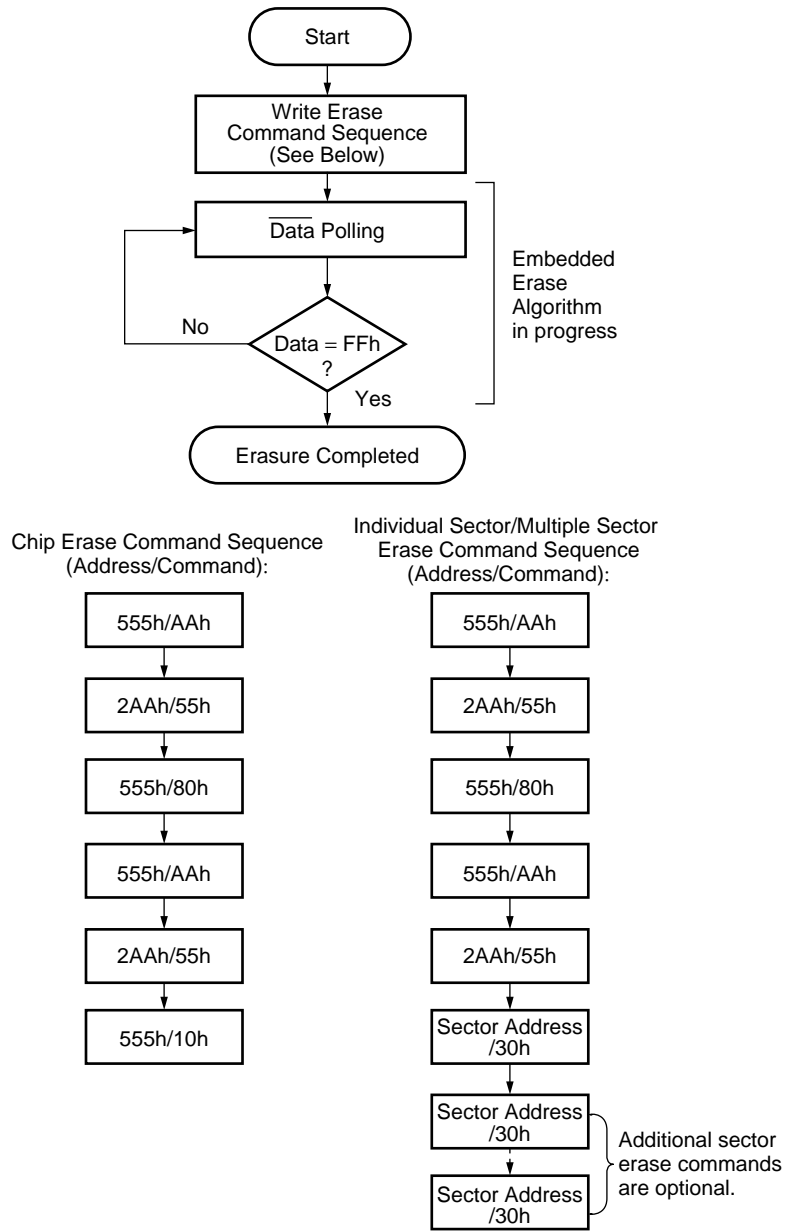 Start
Write Erase
Command Sequence
(See Below)
Data Polling
No
Data = FFh
?
Yes
Embedded
Erase
Algorithm
in progress
Erasure Completed
Chip Erase Command Sequence
(Address/Command):
555h/AAh
2AAh/55h
555h/80h
555h/AAh
2AAh/55h
555h/10h
Individual Sector/Multiple Sector
Erase Command Sequence
(Address/Command):
555h/AAh
2AAh/55h
555h/80h
555h/AAh
2AAh/55h
Sector Address
/30h
Sector Address
/30h
Sector Address
/30h
Additional sector
erase commands
are optional.